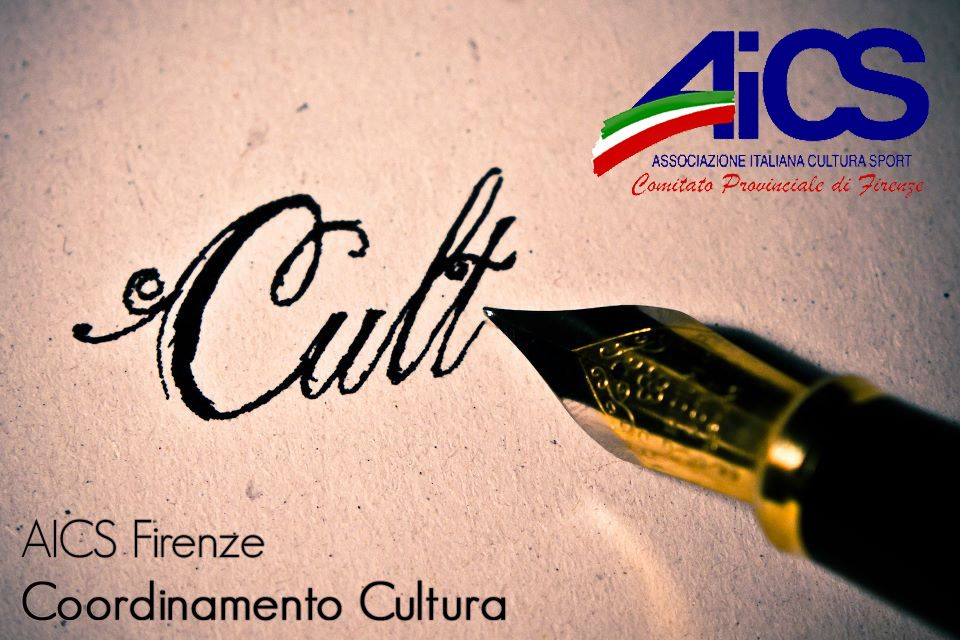 AiCS
ASSOCIAZIONE ITALIANA CULTURA SPORT
Comitato Provinciale di Firenze
Cult
AICS Firenze
Coordinamento Cultura